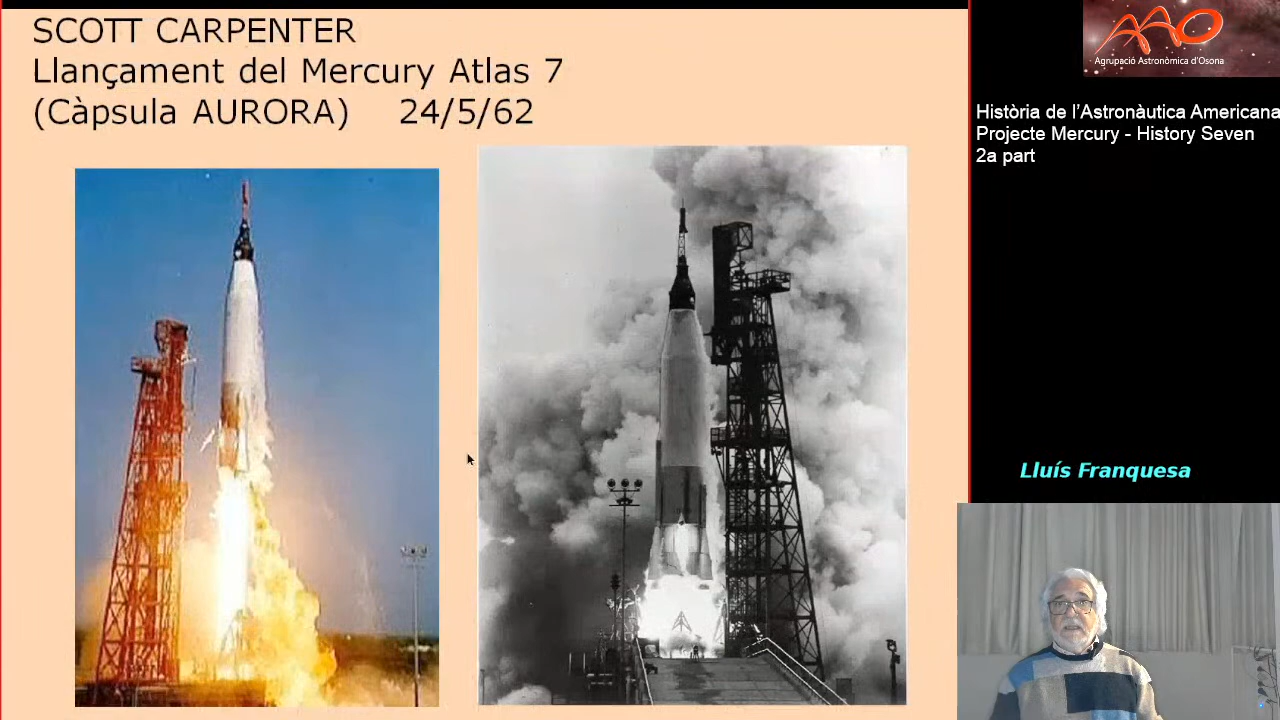 SCOTT CARPENTER
Llançament del Mercury Atlas 7
(Càpsula AURORA) 24/5/62
AAO
Agrupació Astronòmica d'Osona
Història de l'Astronàutica Americana
Projecte Mercury - History Seven
2a part
Lluís Franquesa